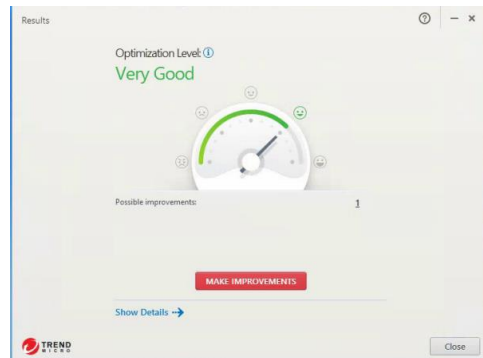 Results
Optimization Level:
Very Good
Possible improvements: 1
MAKE IMPROVEMENTS
Show Details
TREND
MICRO
Close